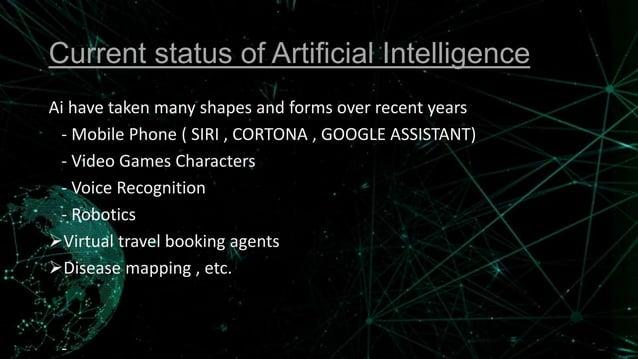 Current status of Artificial Intelligence
Ai have taken many shapes and forms over recent years
- Mobile Phone ( SIRI , CORTONA , GOOGLE ASSISTANT)
- Video Games Characters
- Voice Recognition
- Robotics
➢Virtual travel booking agents
➢Disease mapping , etc.
-